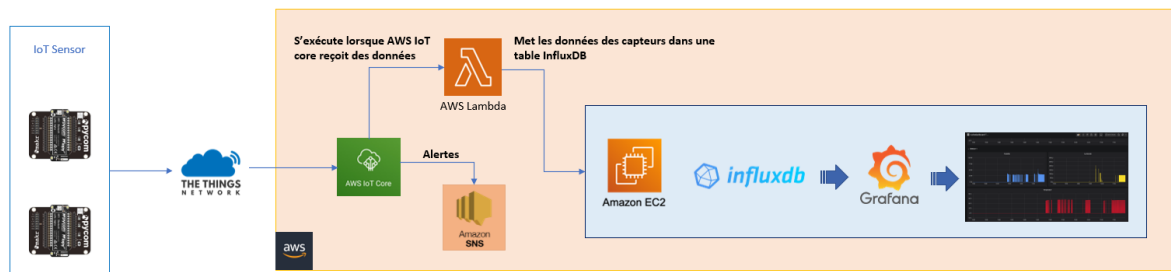 IoT Sensor
pycom
pycom
THE THINGS
NETWORK
S'exécute lorsque AWS IoT
core reçoit des données
AWS Lambda
Met les données des capteurs dans une
table InfluxDB
AWS IoT Core
Alertes
Amazon
SNS
aws
Amazon EC2
influxdb
Grafana